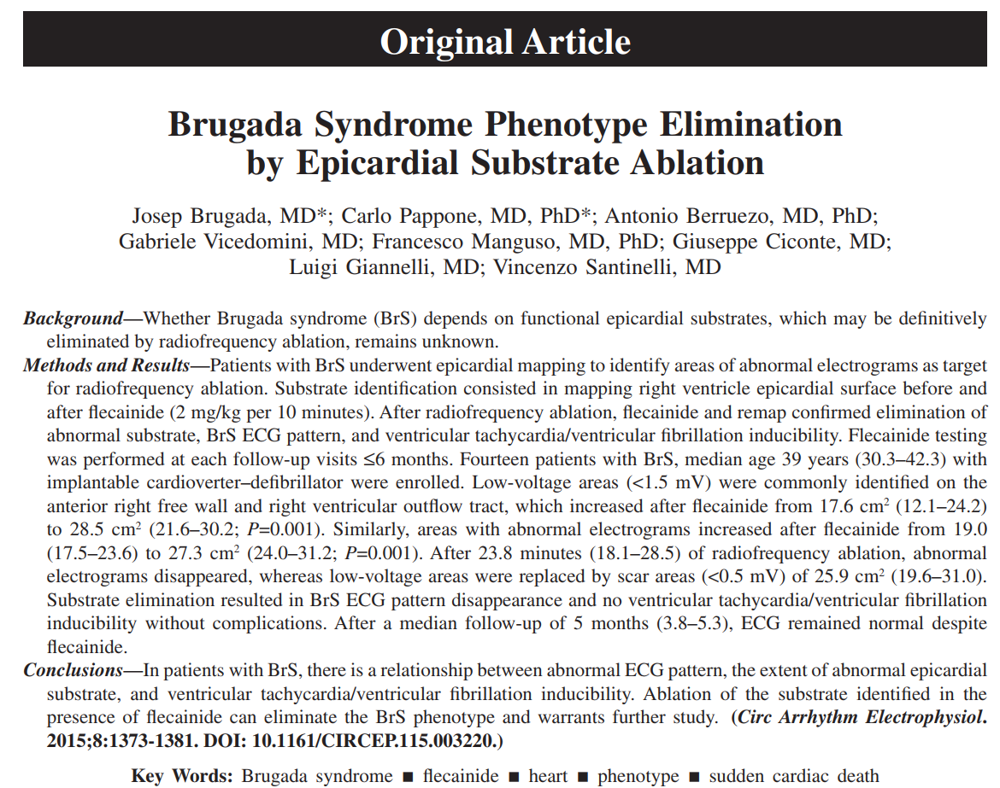 Original Article
Brugada Syndrome Phenotype Elimination
by Epicardial Substrate Ablation
Josep Brugada, MD*; Carlo Pappone, MD, PhD*; Antonio Berruezo, MD, PhD;
Gabriele Vicedomini, MD; Francesco Manguso, MD, PhD; Giuseppe Ciconte, MD;
Luigi Giannelli, MD; Vincenzo Santinelli, MD
Background—Whether Brugada syndrome (BrS) depends on functional epicardial substrates, which may be definitively
eliminated by radiofrequency ablation, remains unknown.
Methods and Results—Patients with BrS underwent epicardial mapping to identify areas of abnormal electrograms as target
for radiofrequency ablation. Substrate identification consisted in mapping right ventricle epicardial surface before and
after flecainide (2 mg/kg per 10 minutes). After radiofrequency ablation, flecainide and remap confirmed elimination of
abnormal substrate, BrS ECG pattern, and ventricular tachycardia/ventricular fibrillation inducibility. Flecainide testing
was performed at each follow-up visits ≤6 months. Fourteen patients with BrS, median age 39 years (30.3–42.3) with
implantable cardioverter–defibrillator were enrolled. Low-voltage areas (<1.5 mV) were commonly identified on the
anterior right free wall and right ventricular outflow tract, which increased after flecainide from 17.6 cm² (12.1–24.2)
to 28.5 cm² (21.6–30.2; P=0.001). Similarly, areas with abnormal electrograms increased after flecainide from 19.0
(17.5–23.6) to 27.3 cm² (24.0–31.2; P=0.001). After 23.8 minutes (18.1–28.5) of radiofrequency ablation, abnormal
electrograms disappeared, whereas low-voltage areas were replaced by scar areas (<0.5 mV) of 25.9 cm² (19.6–31.0).
Substrate elimination resulted in BrS ECG pattern disappearance and no ventricular tachycardia/ventricular fibrillation
inducibility without complications. After a median follow-up of 5 months (3.8–5.3), ECG remained normal despite
flecainide.
Conclusions—In patients with BrS, there is a relationship between abnormal ECG pattern, the extent of abnormal epicardial
substrate, and ventricular tachycardia/ventricular fibrillation inducibility. Ablation of the substrate identified in the
presence of flecainide can eliminate the BrS phenotype and warrants further study. (Circ Arrhythm Electrophysiol.
2015;8:1373-1381. DOI: 10.1161/CIRCEP.115.003220.)
Key Words: Brugada syndrome ■ flecainide ■ heart ■ phenotype ■ sudden cardiac death